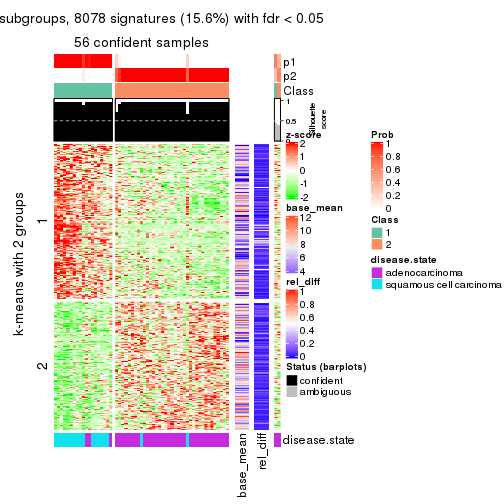 subgroups, 8078 signatures (15.6%) with fdr < 0.05
56 confident samples
p1
p2
Class
1
0.5
0
Silhouette
score
k-means with 2 groups
1
2
z-score
2
1
0
-1
-2
base_mean
12
10
8
6
4
rel_diff
1
0.8
0.6
0.4
0.2
0
Status (barplots)
confident
ambiguous
Prob
1
0.8
0.6
0.4
0.2
0
Class
1
2
disease.state
adenocarcinoma
squamous cell carcinoma
disease.state
base_mean
rel_diff